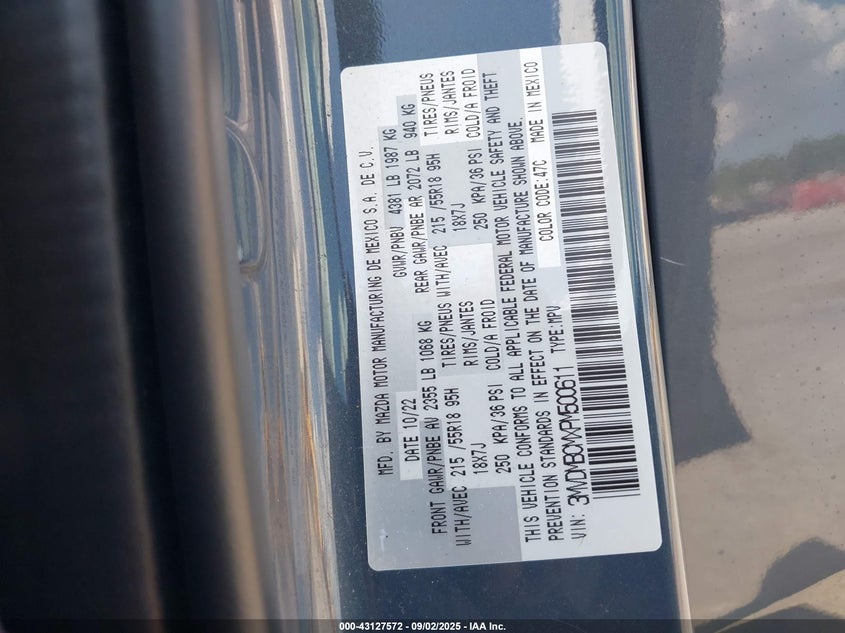 MFD. BY MAZDA MOTOR MANUFACTURING DE MEXICO S.A. DE C.V.
DATE 10/22 GVWR/PNBV 4381 LB 1987 KG
FRONT GAWR/PNBE AV 2355 LB 1068 KG REAR GAWR/PNBE AR 2072 LB 940 KG
WITH/AVEC 215 /55R18 95H TIRES/PNEUS WITH/AVEC 215 /55R18 95H TIRES/PNEUS
18X7J RIMS/JANTES 18X7J RIMS/JANTES
250 KPA/36 PSI COLD/A FROID 250 KPA/36 PSI COLD/A FROID
THIS VEHICLE CONFORMS TO ALL APPLICABLE FEDERAL MOTOR VEHICLE SAFETY AND THEFT
PREVENTION STANDARDS IN EFFECT ON THE DATE OF MANUFACTURE SHOWN ABOVE.
COLOR CODE:47C MADE IN MEXICO
VIN: 3MVDMBCMXPM500611 TYPE:MPV
000-43127572 - 09/02/2025 - IAA Inc.